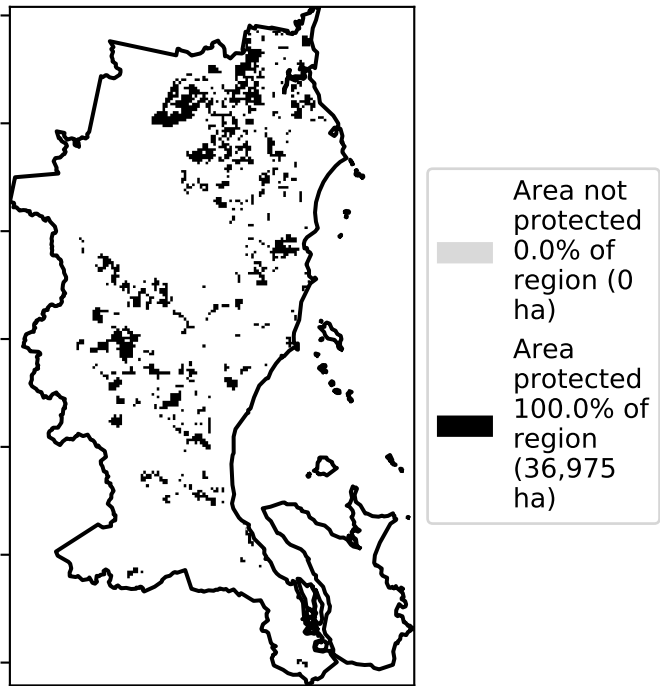 Area not
protected
0.0% of
region (0
ha)
Area
protected
100.0% of
region
(36,975
ha)